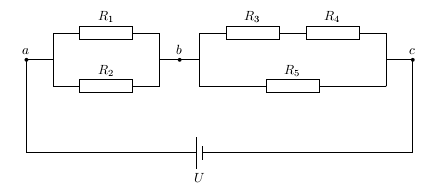 R₁ R₃ R₄
a b c
R₂ R₅
U